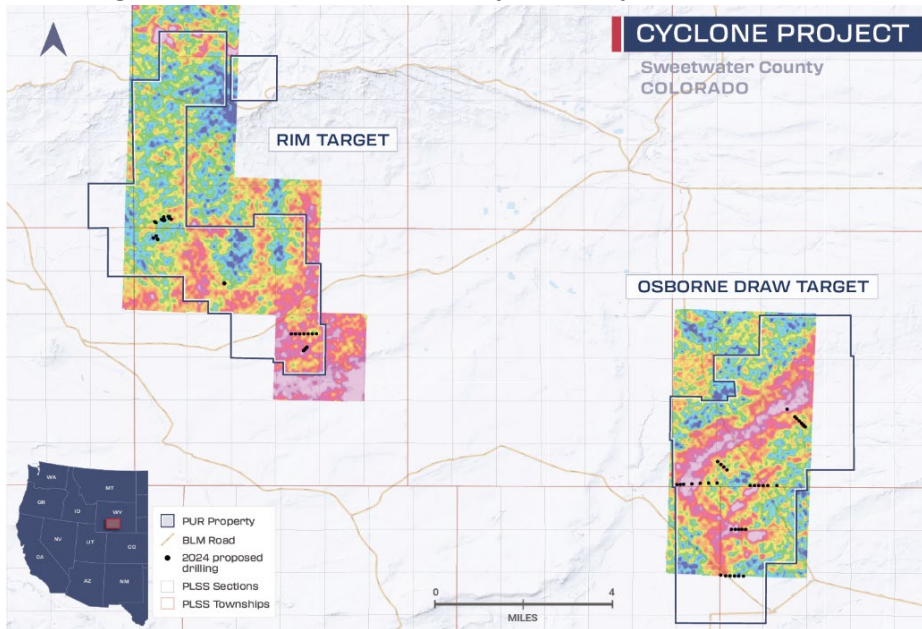 CYCLONE PROJECT
Sweetwater County
COLORADO
RIM TARGET
OSBORNE DRAW TARGET
WA
MT
OR
ID
WY
NV
UT
CO
CA
AZ
NM
PUR Property
BLM Road
2024 proposed
drilling
PLSS Sections
PLSS Townships
0
4
MILES